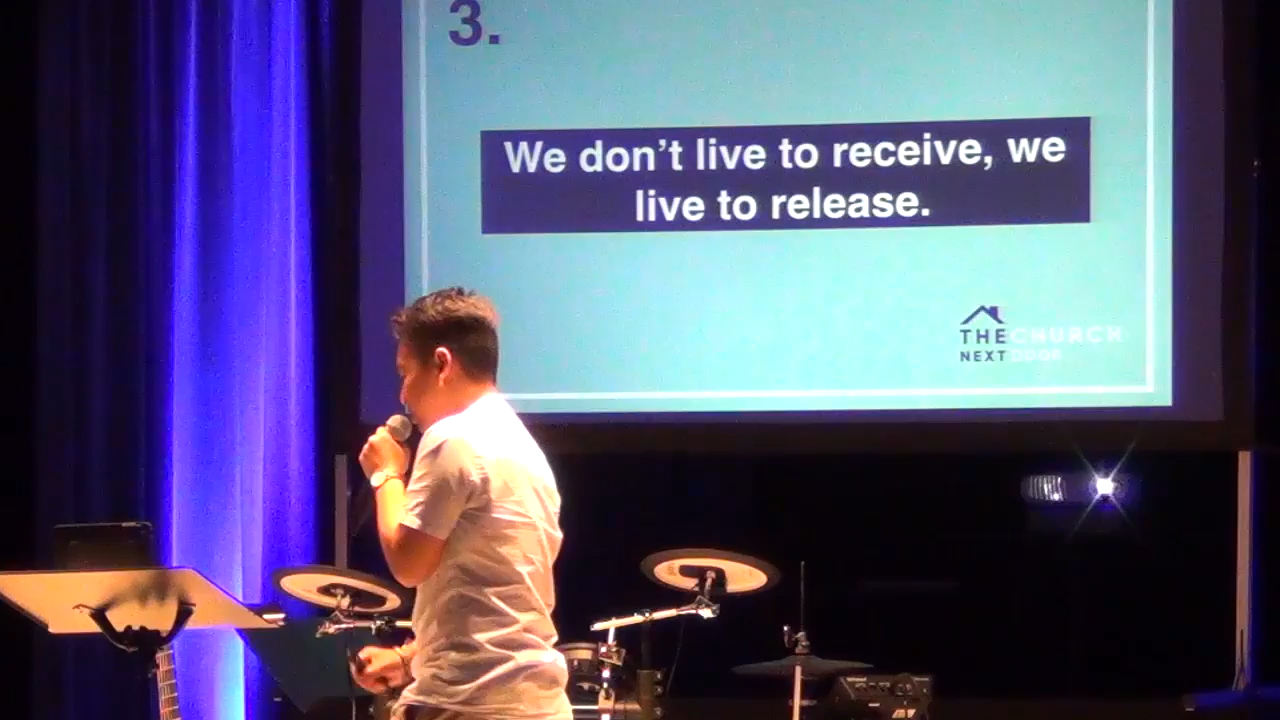 3.
We don’t live to receive, we
live to release.
THE CHURCH
NEXT DOOR